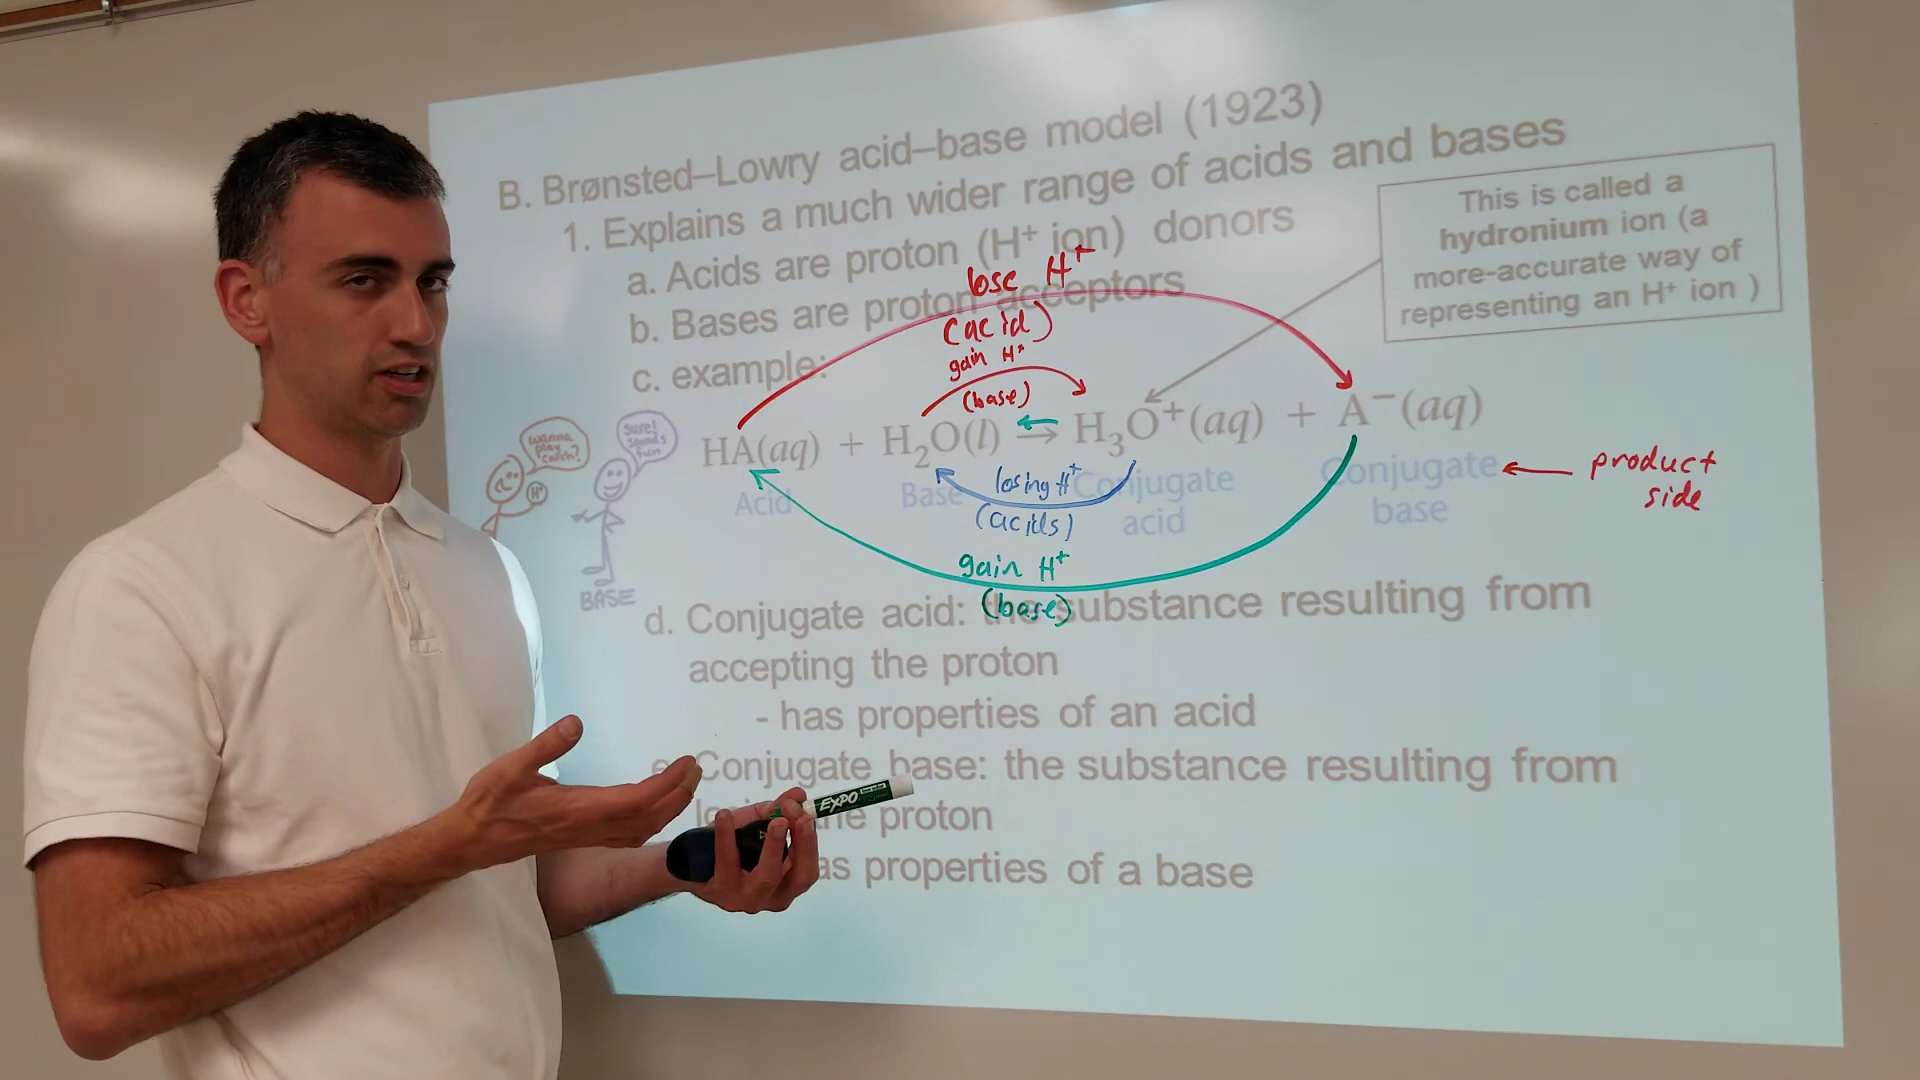 B. Brønsted–Lowry acid–base model (1923)
1. Explains a much wider range of acids and bases
a. Acids are proton (H⁺ ion) donors
b. Bases are proton acceptors
c. example:
This is called a
hydronium ion (a
more-accurate way of
representing an H⁺ ion )
lose H⁺
(acid)
gain H⁺
(base)
HA(aq) + H₂O(l) → H₃O⁺(aq) + A⁻(aq)
wanna
play
catch?
H⁺
Sure!
sounds
fun
BASE
Acid
Base
losing H⁺
(acids)
Conjugate
acid
Conjugate
base
product
side
gain H⁺
(base)
d. Conjugate acid: the substance resulting from
accepting the proton
- has properties of an acid
Conjugate base: the substance resulting from
the proton
properties of a base
EXPO